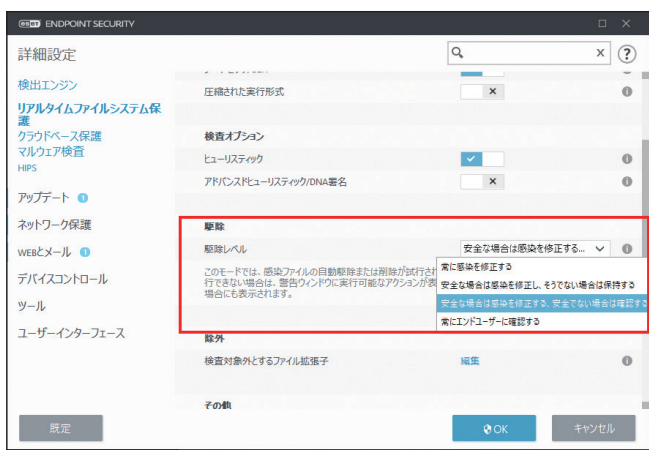 eset ENDPOINT SECURITY
詳細設定
検出エンジン
リアルタイムファイルシステム保
護
クラウドベース保護
マルウェア検査
HIPS
アップデート
ネットワーク保護
WEBとメール
デバイスコントロール
ツール
ユーザーインターフェース
圧縮された実行形式
検査オプション
ヒューリスティック
アドバンスドヒューリスティック/DNA署名
駆除
駆除レベル
安全な場合は感染を修正する...
常に感染を修正する
安全な場合は感染を修正し、そうでない場合は保持する
安全な場合は感染を修正する、安全でない場合は確認する
常にエンドユーザーに確認する
このモードでは、感染ファイルの自動駆除または削除が試行され
行できない場合は、警告ウィンドウに実行可能なアクションが表
場合にも表示されます。
除外
検査対象外とするファイル拡張子 編集
その他
既定 OK キャンセル